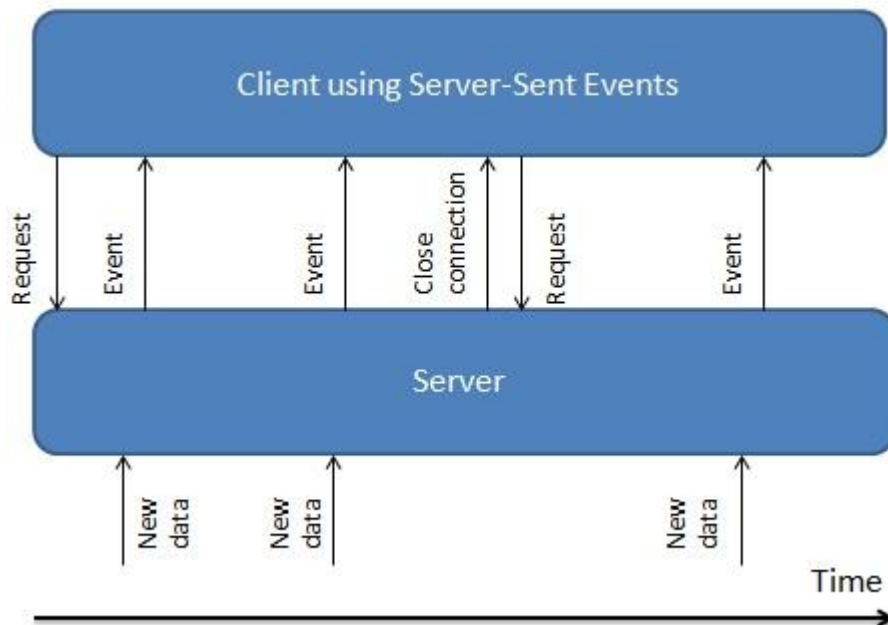 Client using Server-Sent Events
Request
Event
Event
Close
connection
Request
Event
Server
New
data
New
data
New
data
Time